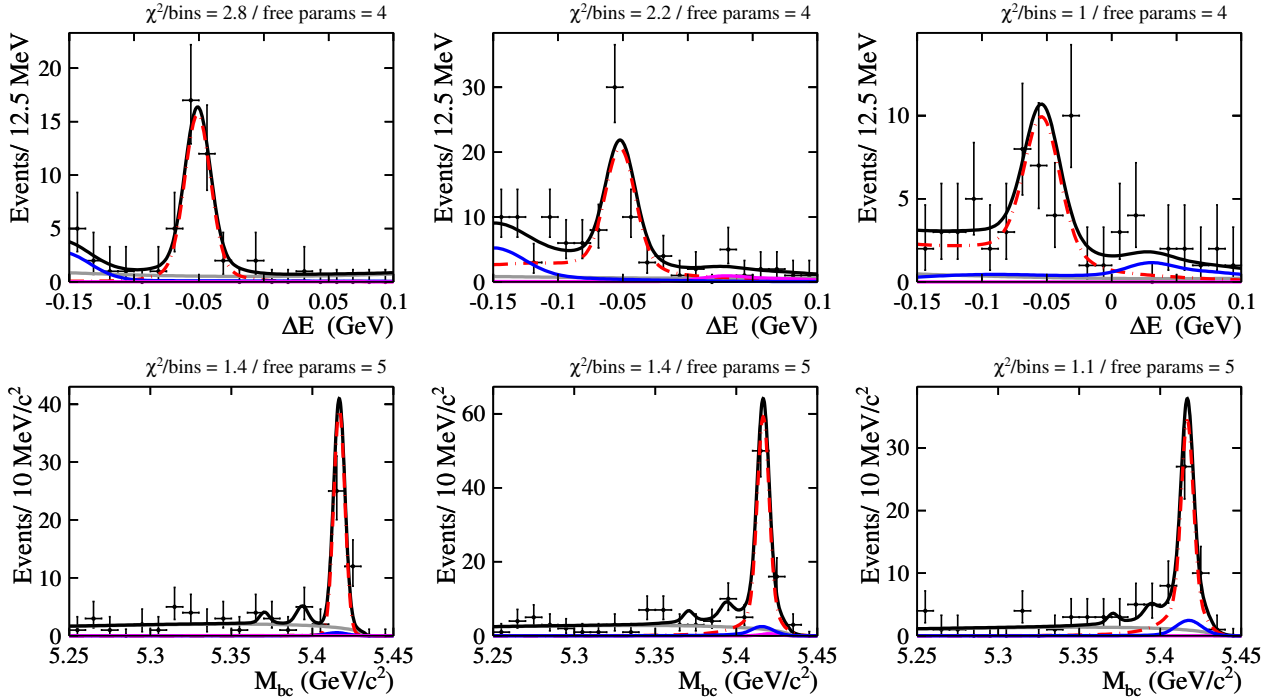 χ²/bins = 2.8 / free params = 4
Events/ 12.5 MeV
20
15
10
5
0
-0.15 -0.1 -0.05 0 0.05 0.1
ΔE (GeV)
χ²/bins = 2.2 / free params = 4
Events/ 12.5 MeV
30
20
10
0
-0.15 -0.1 -0.05 0 0.05 0.1
ΔE (GeV)
χ²/bins = 1 / free params = 4
Events/ 12.5 MeV
10
5
0
-0.15 -0.1 -0.05 0 0.05 0.1
ΔE (GeV)
χ²/bins = 1.4 / free params = 5
Events/ 10 MeV/c²
40
30
20
10
0
5.25 5.3 5.35 5.4 5.45
M_bc (GeV/c²)
χ²/bins = 1.4 / free params = 5
Events/ 10 MeV/c²
60
40
20
0
5.25 5.3 5.35 5.4 5.45
M_bc (GeV/c²)
χ²/bins = 1.1 / free params = 5
Events/ 10 MeV/c²
30
20
10
0
5.25 5.3 5.35 5.4 5.45
M_bc (GeV/c²)